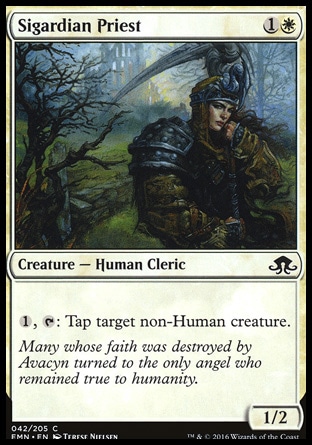 Sigardian Priest 1
Creature — Human Cleric
1, : Tap target non-Human creature.
Many whose faith was destroyed by
Avacyn turned to the only angel who
remained true to humanity.
1/2
042/205 C
EMN • EN Terese Nielsen ™ & © 2016 Wizards of the Coast